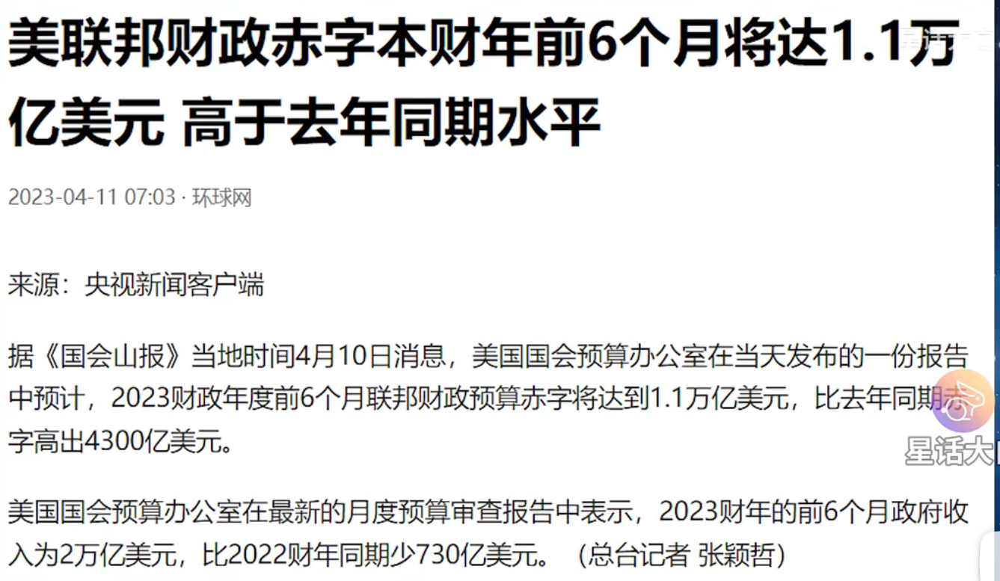 美联邦财政赤字本财年前6个月将达1.1万
亿美元 高于去年同期水平
2023-04-11 07:03 · 环球网
来源：央视新闻客户端
据《国会山报》当地时间4月10日消息，美国国会预算办公室在当天发布的一份报告
中预计，2023财政年度前6个月联邦财政预算赤字将达到1.1万亿美元，比去年同期赤
字高出4300亿美元。
星话大
美国国会预算办公室在最新的月度预算审查报告中表示，2023财年的前6个月政府收
入为2万亿美元，比2022财年同期少730亿美元。（总台记者 张颖哲）